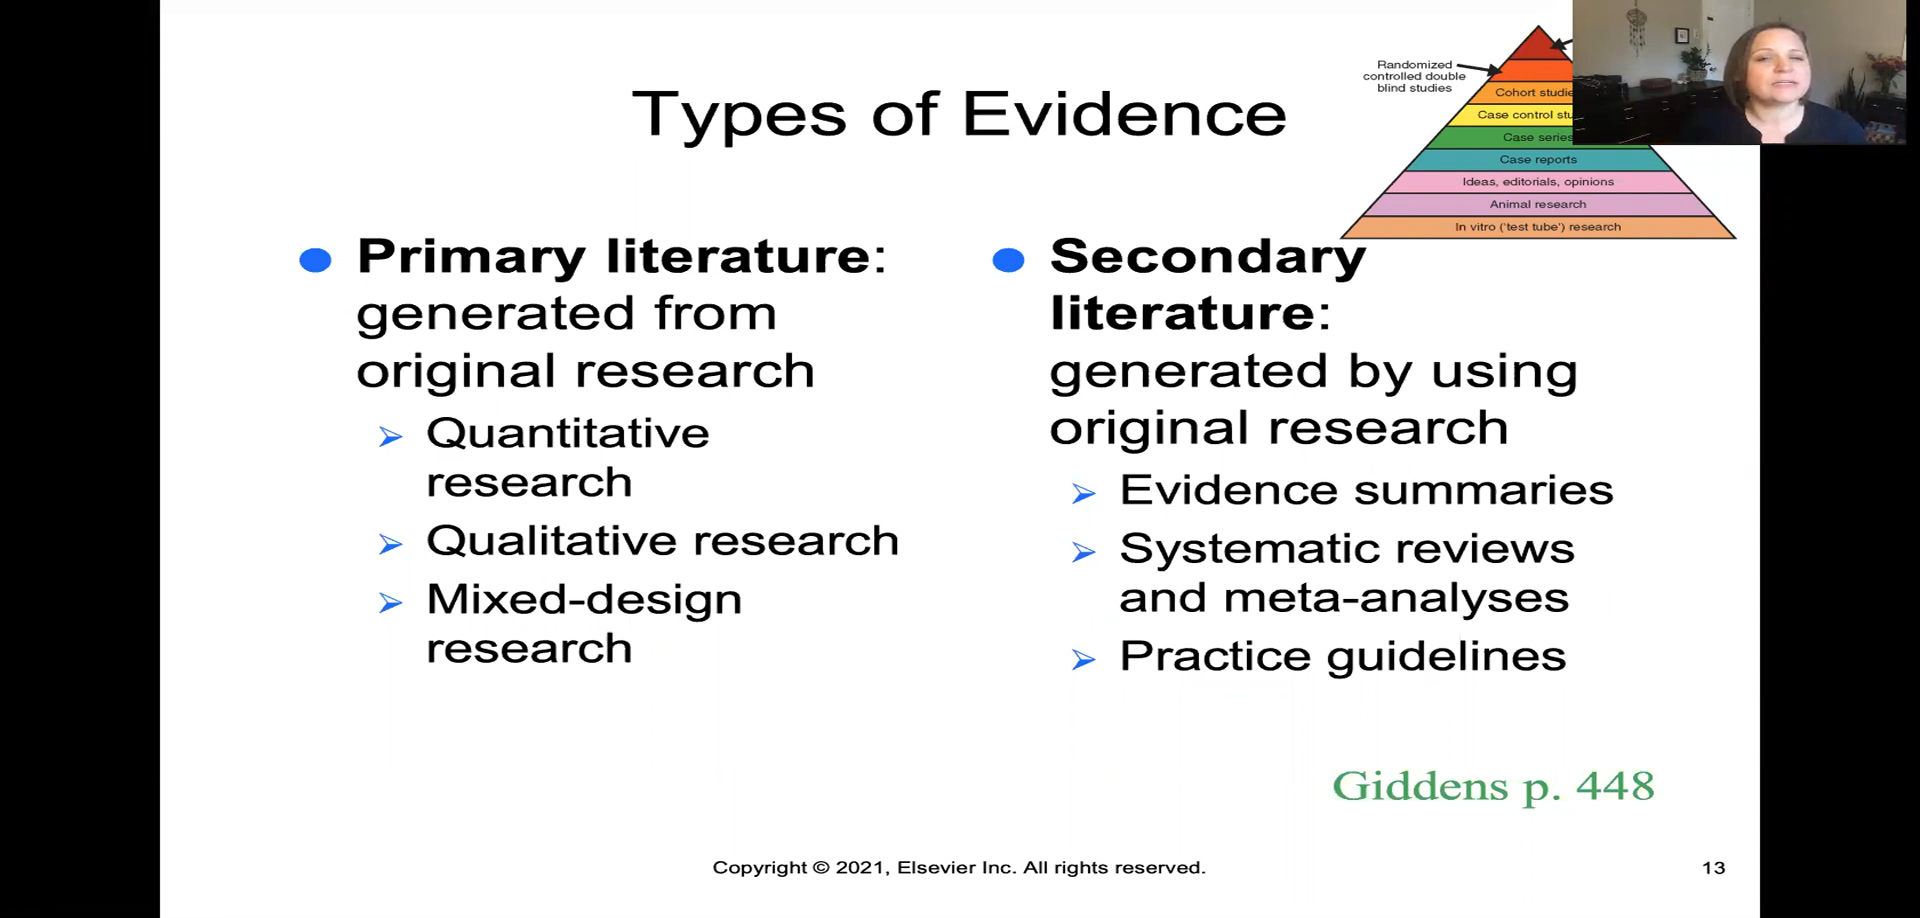 Types of Evidence
Randomized
controlled double
blind studies
Cohort
Case control
Case
Case reports
Ideas, editorials, opinions
Animal research
In vitro ('test tube') research
Primary literature:
generated from
original research
Quantitative
research
Qualitative research
Mixed-design
research
Secondary
literature:
generated by using
original research
Evidence summaries
Systematic reviews
and meta-analyses
Practice guidelines
Giddens p. 448
Copyright © 2021, Elsevier Inc. All rights reserved.
13